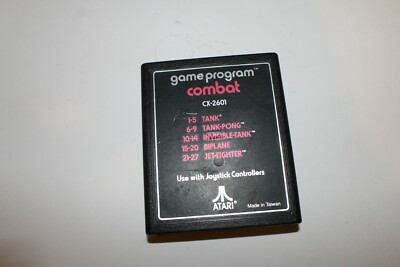 game program™
combat
CX-2601
1-5 TANK*
6-9 TANK-PONG™
10-14 INVISIBLE-TANK™
15-20 BIPLANE
21-27 JET-FIGHTER™
Use with Joystick Controllers
ATARI®
Made in Taiwan